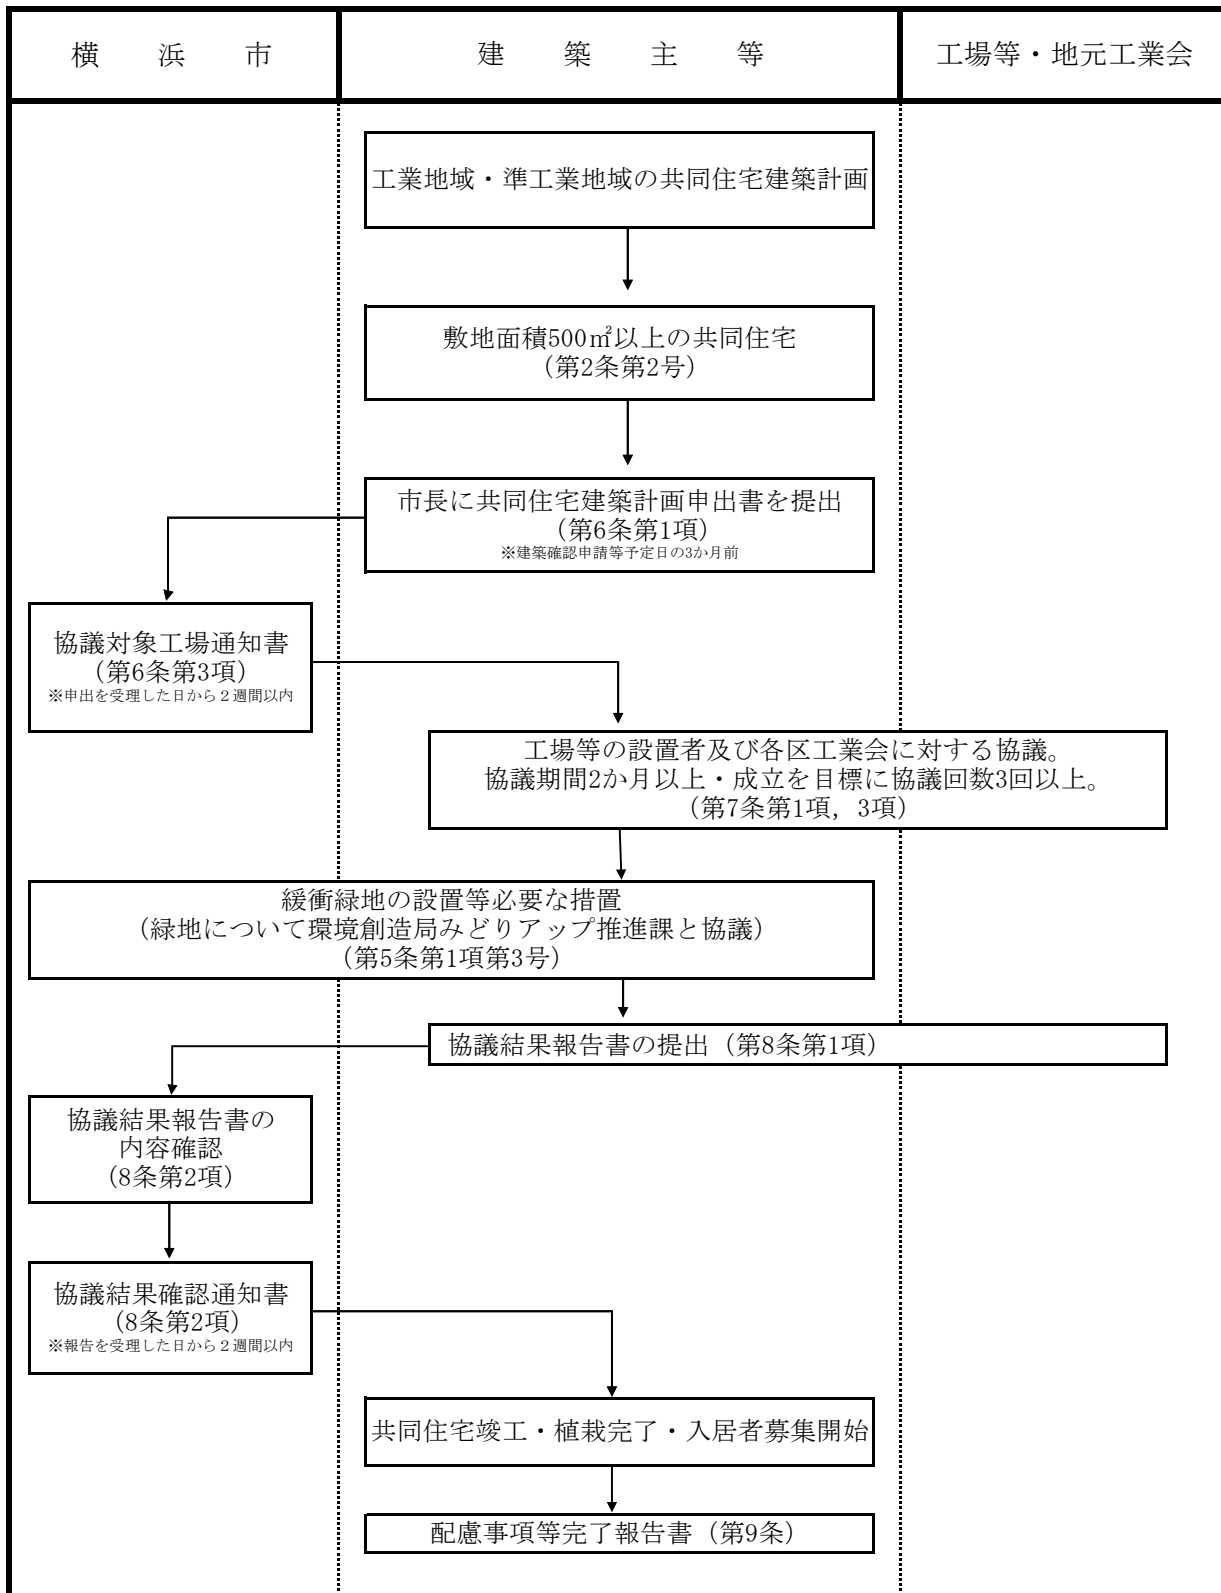 横　浜　市
建　築　主　等
工場等・地元工業会
工業地域・準工業地域の共同住宅建築計画
敷地面積500㎡以上の共同住宅
（第2条第2号）
市長に共同住宅建築計画申出書を提出
（第6条第1項）
※建築確認申請等予定日の3か月前
協議対象工場通知書
（第6条第3項）
※申出を受理した日から２週間以内
工場等の設置者及び各区工業会に対する協議。
協議期間2か月以上・成立を目標に協議回数3回以上。
（第7条第1項，3項）
緩衝緑地の設置等必要な措置
（緑地について環境創造局みどりアップ推進課と協議）
（第5条第1項第3号）
協議結果報告書の提出（第8条第1項）
協議結果報告書の
内容確認
（8条第2項）
協議結果確認通知書
（8条第2項）
※報告を受理した日から２週間以内
共同住宅竣工・植栽完了・入居者募集開始
配慮事項等完了報告書（第9条）